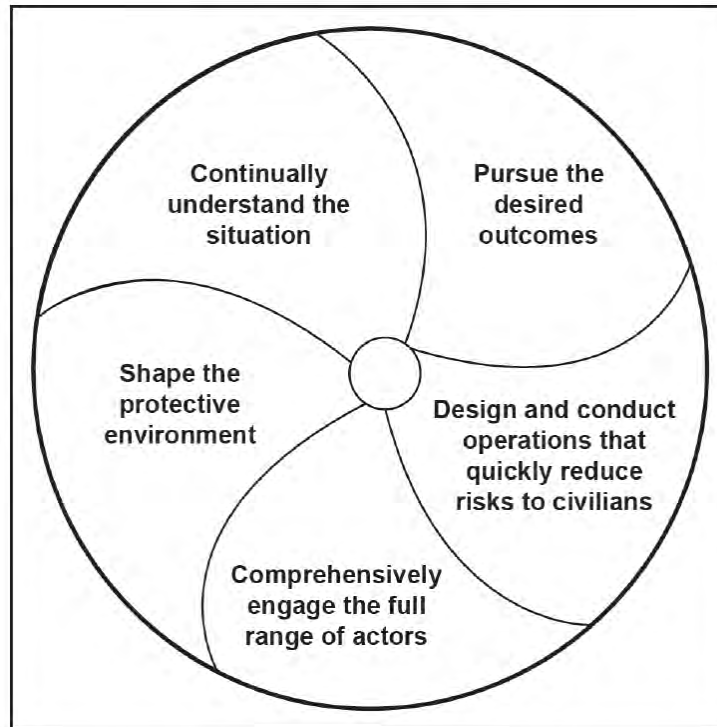 Continually
understand the
situation
Pursue the
desired
outcomes
Design and conduct
operations that
quickly reduce
risks to civilians
Comprehensively
engage the full
range of actors
Shape the
protective
environment